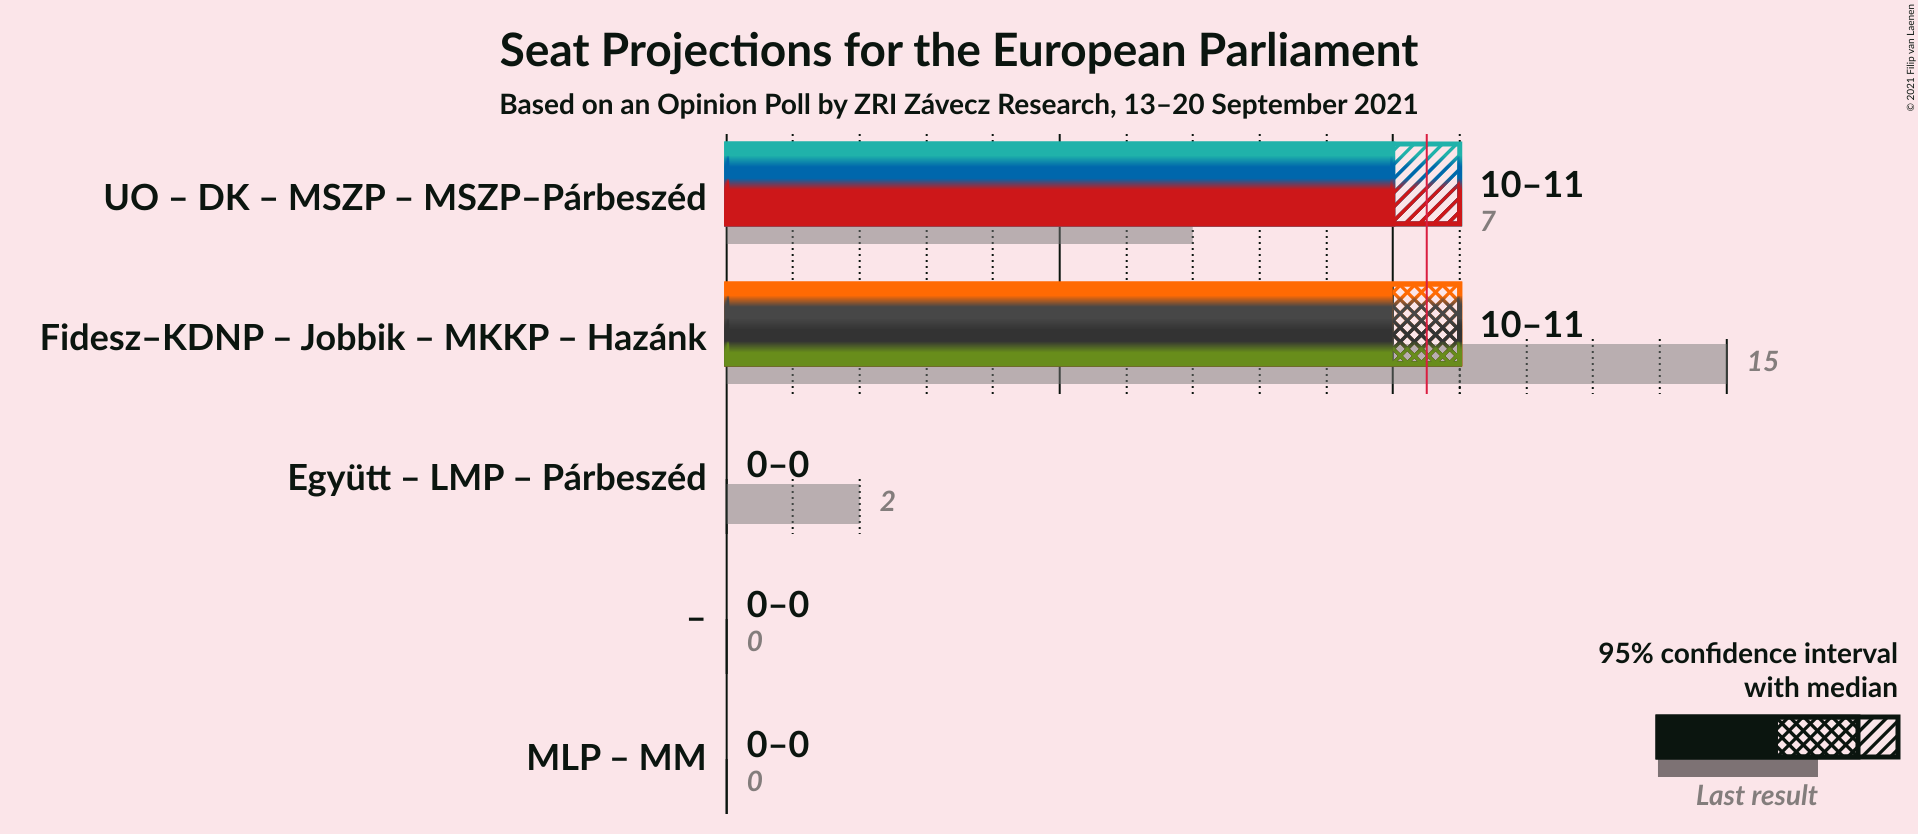 Seat Projections for the European Parliament
Based on an Opinion Poll by ZRI Závecz Research, 13–20 September 2021
© 2021 Filip van Laenen
UO – DK – MSZP – MSZP–Párbeszéd
10–11
7
Fidesz–KDNP – Jobbik – MKKP – Hazánk
10–11
15
Együtt – LMP – Párbeszéd
0–0
2
–
0–0
0
MLP – MM
0–0
0
95% confidence interval
with median
Last result